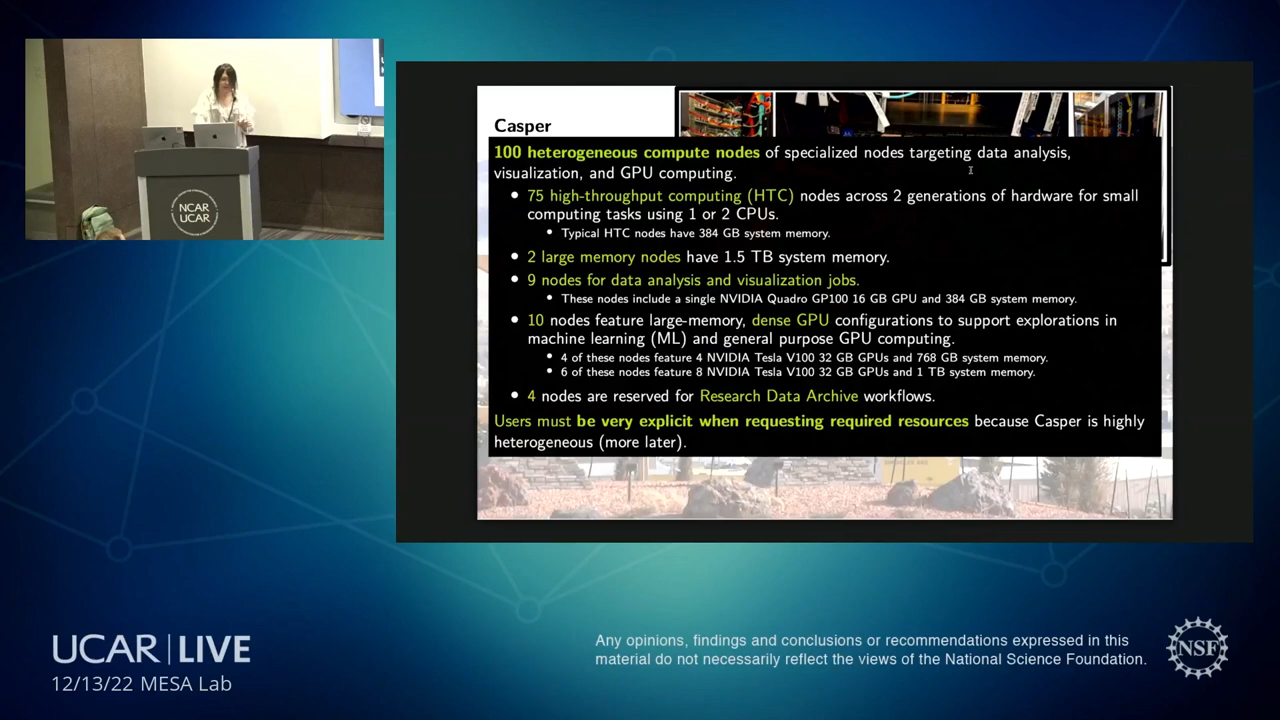 NCAR
UCAR
Casper
100 heterogeneous compute nodes of specialized nodes targeting data analysis,
visualization, and GPU computing.
• 75 high-throughput computing (HTC) nodes across 2 generations of hardware for small
computing tasks using 1 or 2 CPUs.
• Typical HTC nodes have 384 GB system memory.
• 2 large memory nodes have 1.5 TB system memory.
• 9 nodes for data analysis and visualization jobs.
• These nodes include a single NVIDIA Quadro GP100 16 GB GPU and 384 GB system memory.
• 10 nodes feature large-memory, dense GPU configurations to support explorations in
machine learning (ML) and general purpose GPU computing.
• 4 of these nodes feature 4 NVIDIA Tesla V100 32 GB GPUs and 768 GB system memory.
• 6 of these nodes feature 8 NVIDIA Tesla V100 32 GB GPUs and 1 TB system memory.
• 4 nodes are reserved for Research Data Archive workflows.
Users must be very explicit when requesting required resources because Casper is highly
heterogeneous (more later).
UCAR | LIVE
12/13/22 MESA Lab
Any opinions, findings and conclusions or recommendations expressed in this
material do not necessarily reflect the views of the National Science Foundation.
NSF